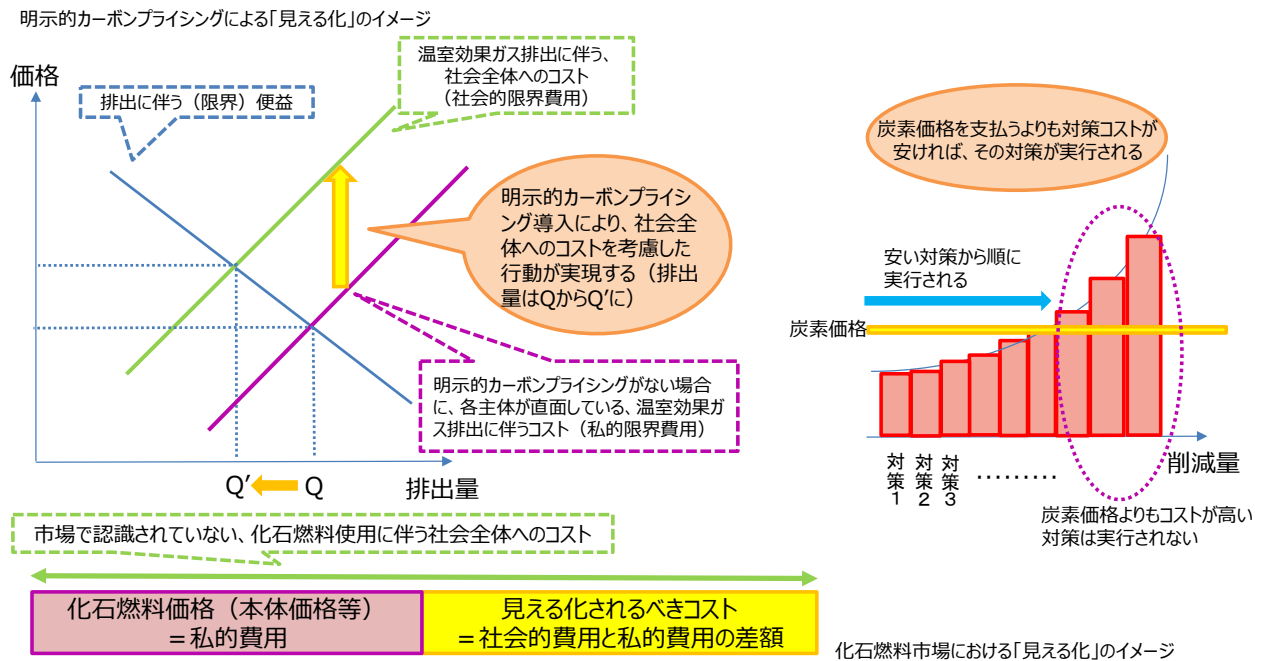 明示的カーボンプライシングによる「見える化」のイメージ
価格
排出に伴う（限界）便益
温室効果ガス排出に伴う、
社会全体へのコスト
（社会的限界費用）
明示的カーボンプライシ
ング導入により、社会全
体へのコストを考慮した
行動が実現する（排出
量はQからQ’に）
明示的カーボンプライシングがない場合
に、各主体が直面している、温室効果ガ
ス排出に伴うコスト（私的限界費用）
Q’
Q
排出量
炭素価格を支払うよりも対策コストが
安ければ、その対策が実行される
安い対策から順に
実行される
炭素価格
対策１
対策２
対策３
………
削減量
炭素価格よりもコストが高い
対策は実行されない
市場で認識されていない、化石燃料使用に伴う社会全体へのコスト
化石燃料価格（本体価格等）
＝私的費用
見える化されるべきコスト
＝社会的費用と私的費用の差額
化石燃料市場における「見える化」のイメージ